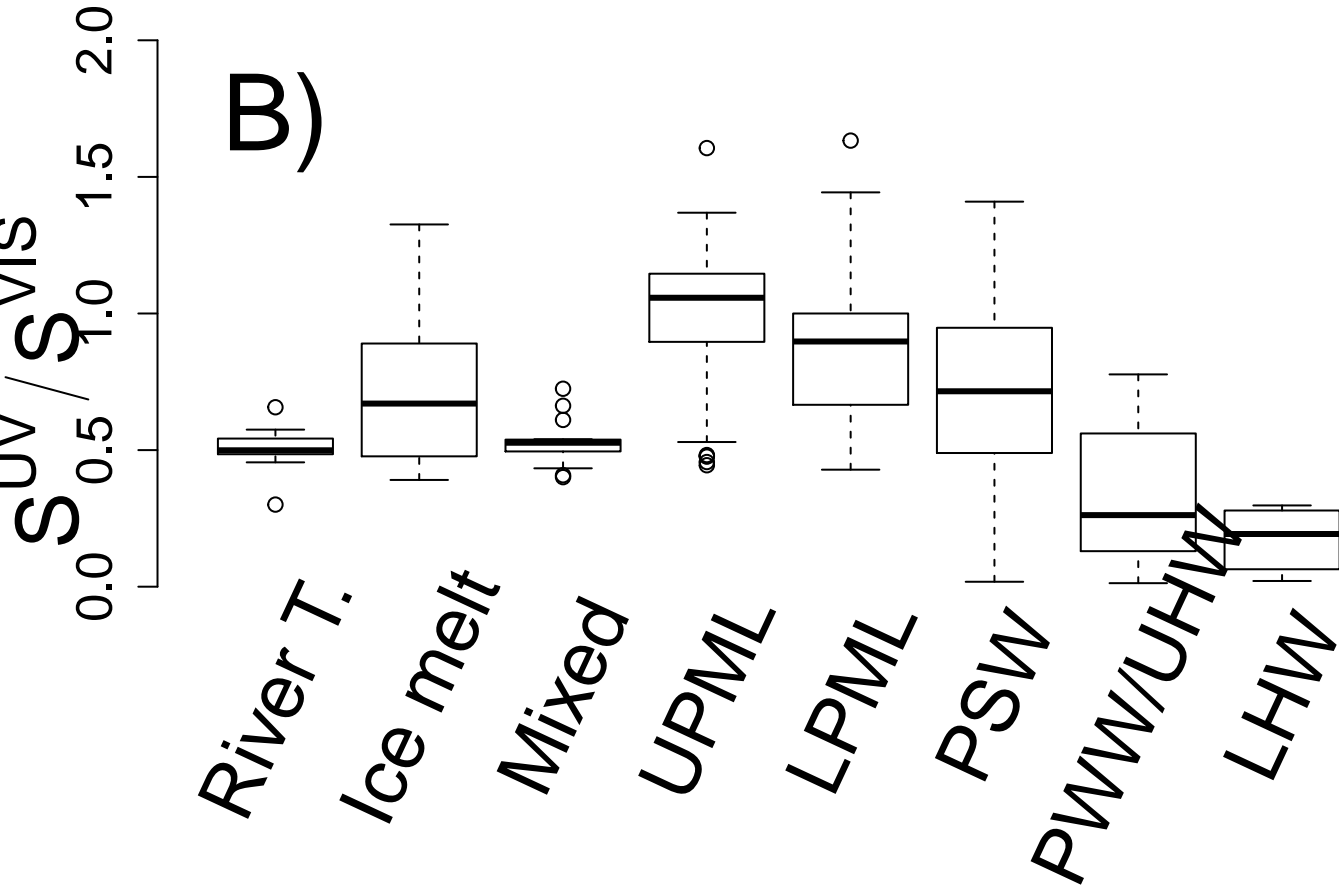 B)
S UV / S VIS
2.0
1.5
1.0
0.5
0.0
River T.
Ice melt
Mixed
UPML
LPML
PSW
PWW/UHW
LHW